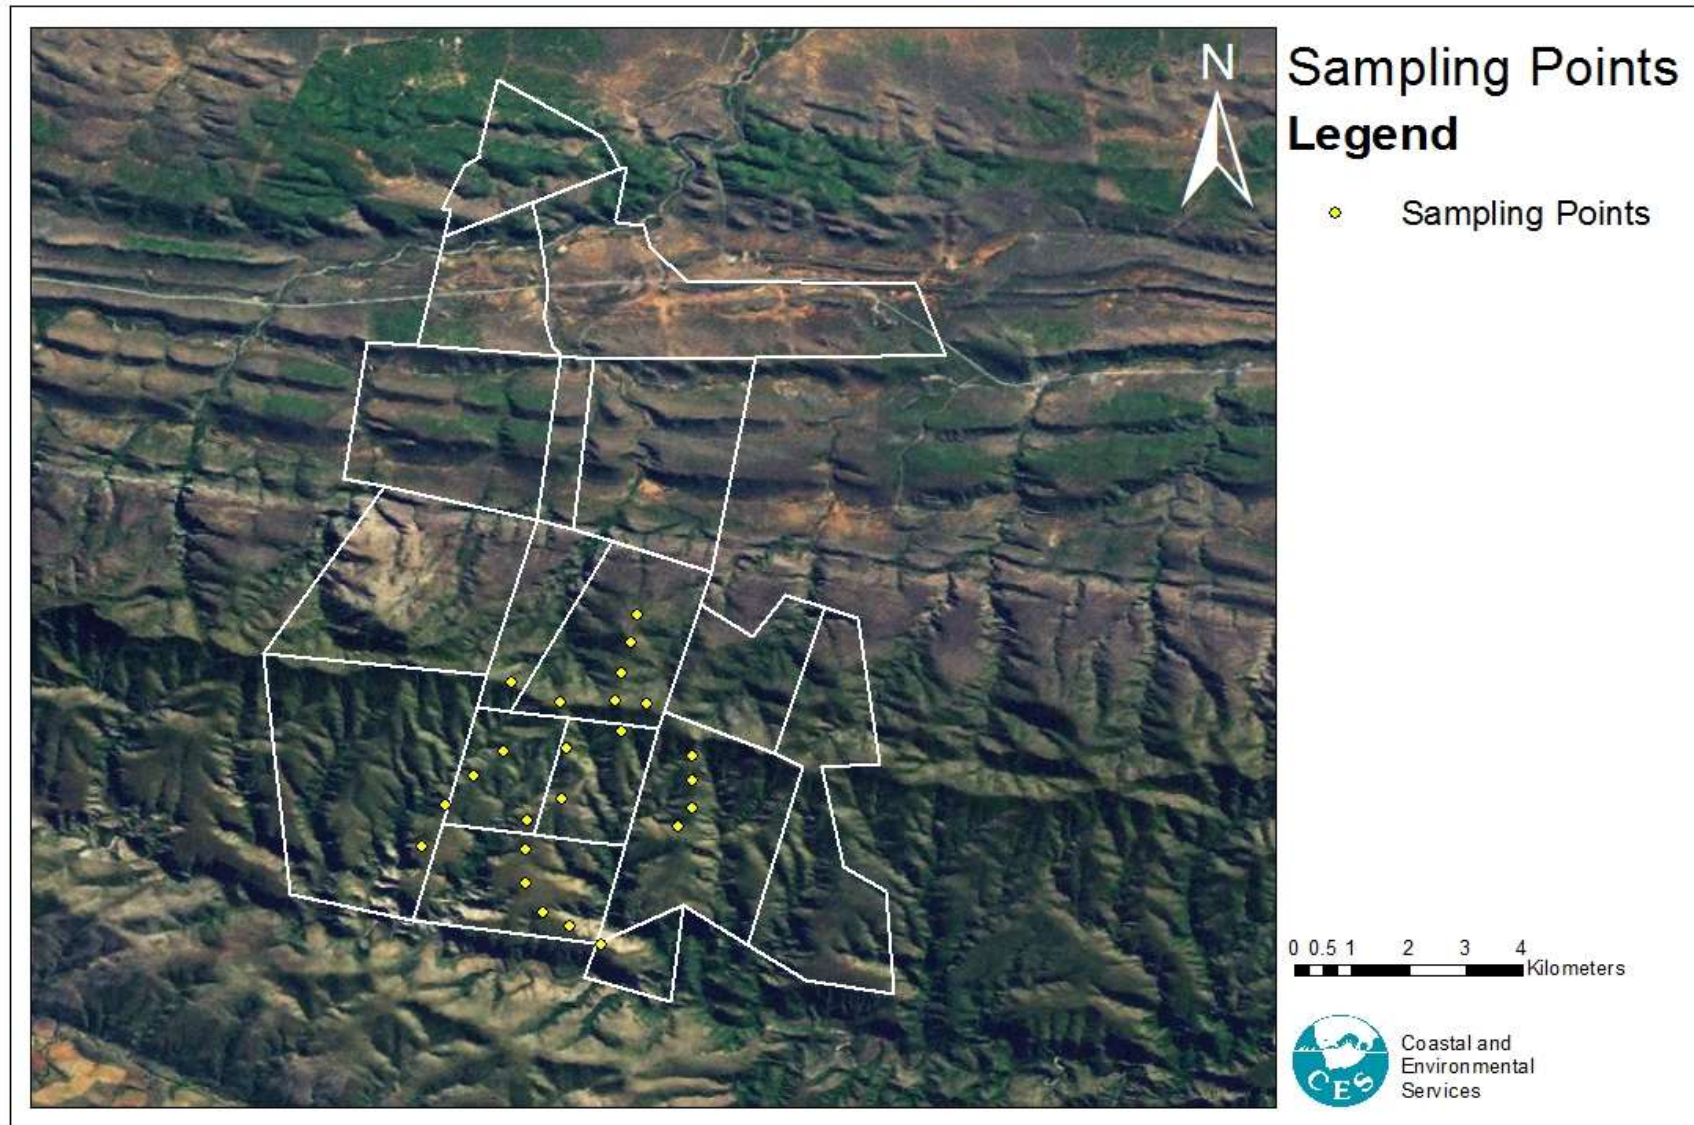 N
Sampling Points
Legend
Sampling Points
0 0.5 1 2 3 4
Kilometers
CES
Coastal and
Environmental
Services